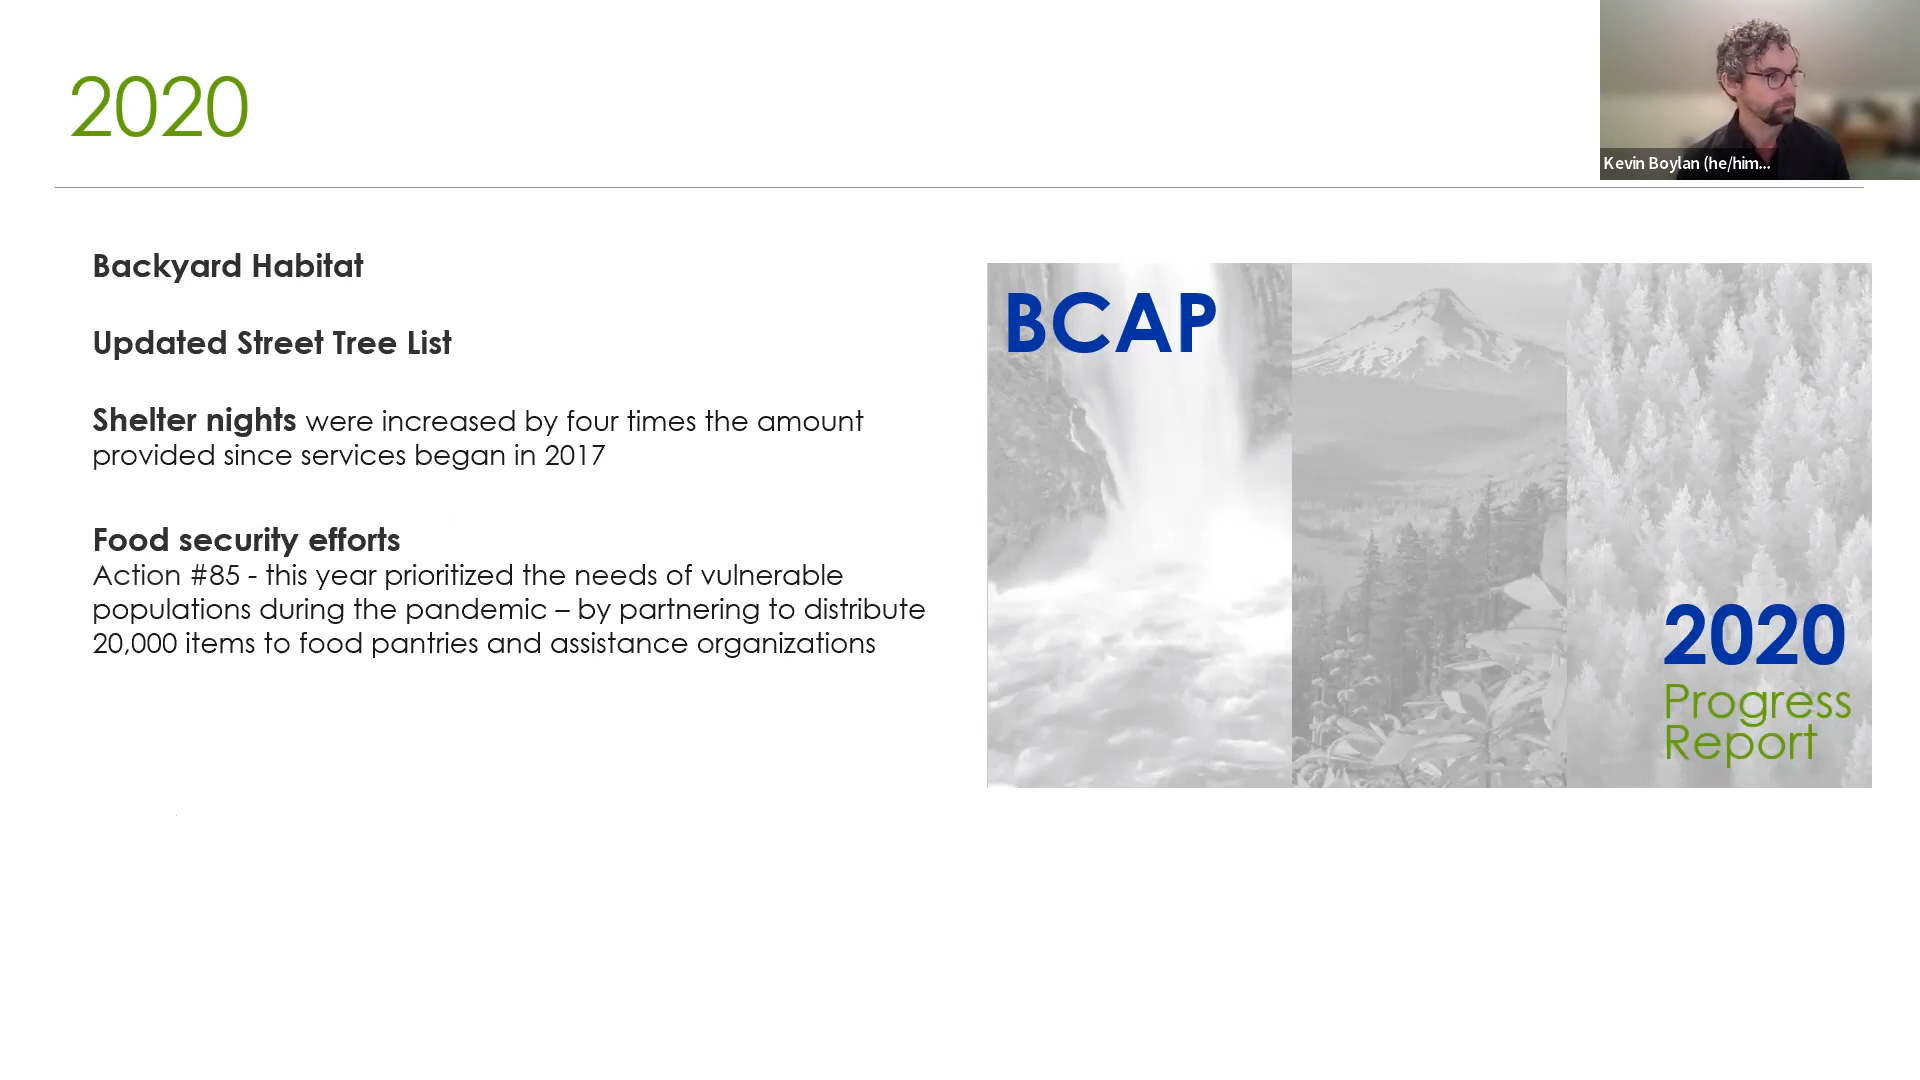 2020
Kevin Boylan (he/him...
Backyard Habitat
Updated Street Tree List
Shelter nights were increased by four times the amount
provided since services began in 2017
Food security efforts
Action #85 - this year prioritized the needs of vulnerable
populations during the pandemic – by partnering to distribute
20,000 items to food pantries and assistance organizations
BCAP
2020
Progress
Report